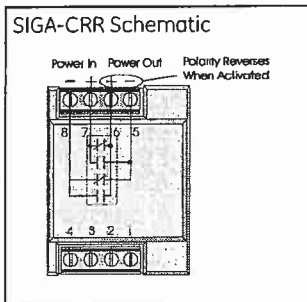 SIGA-CRR Schematic
Power In Power Out Polarity Reverses
When Activated
− + + −
8 7 6 5
4 3 2 1